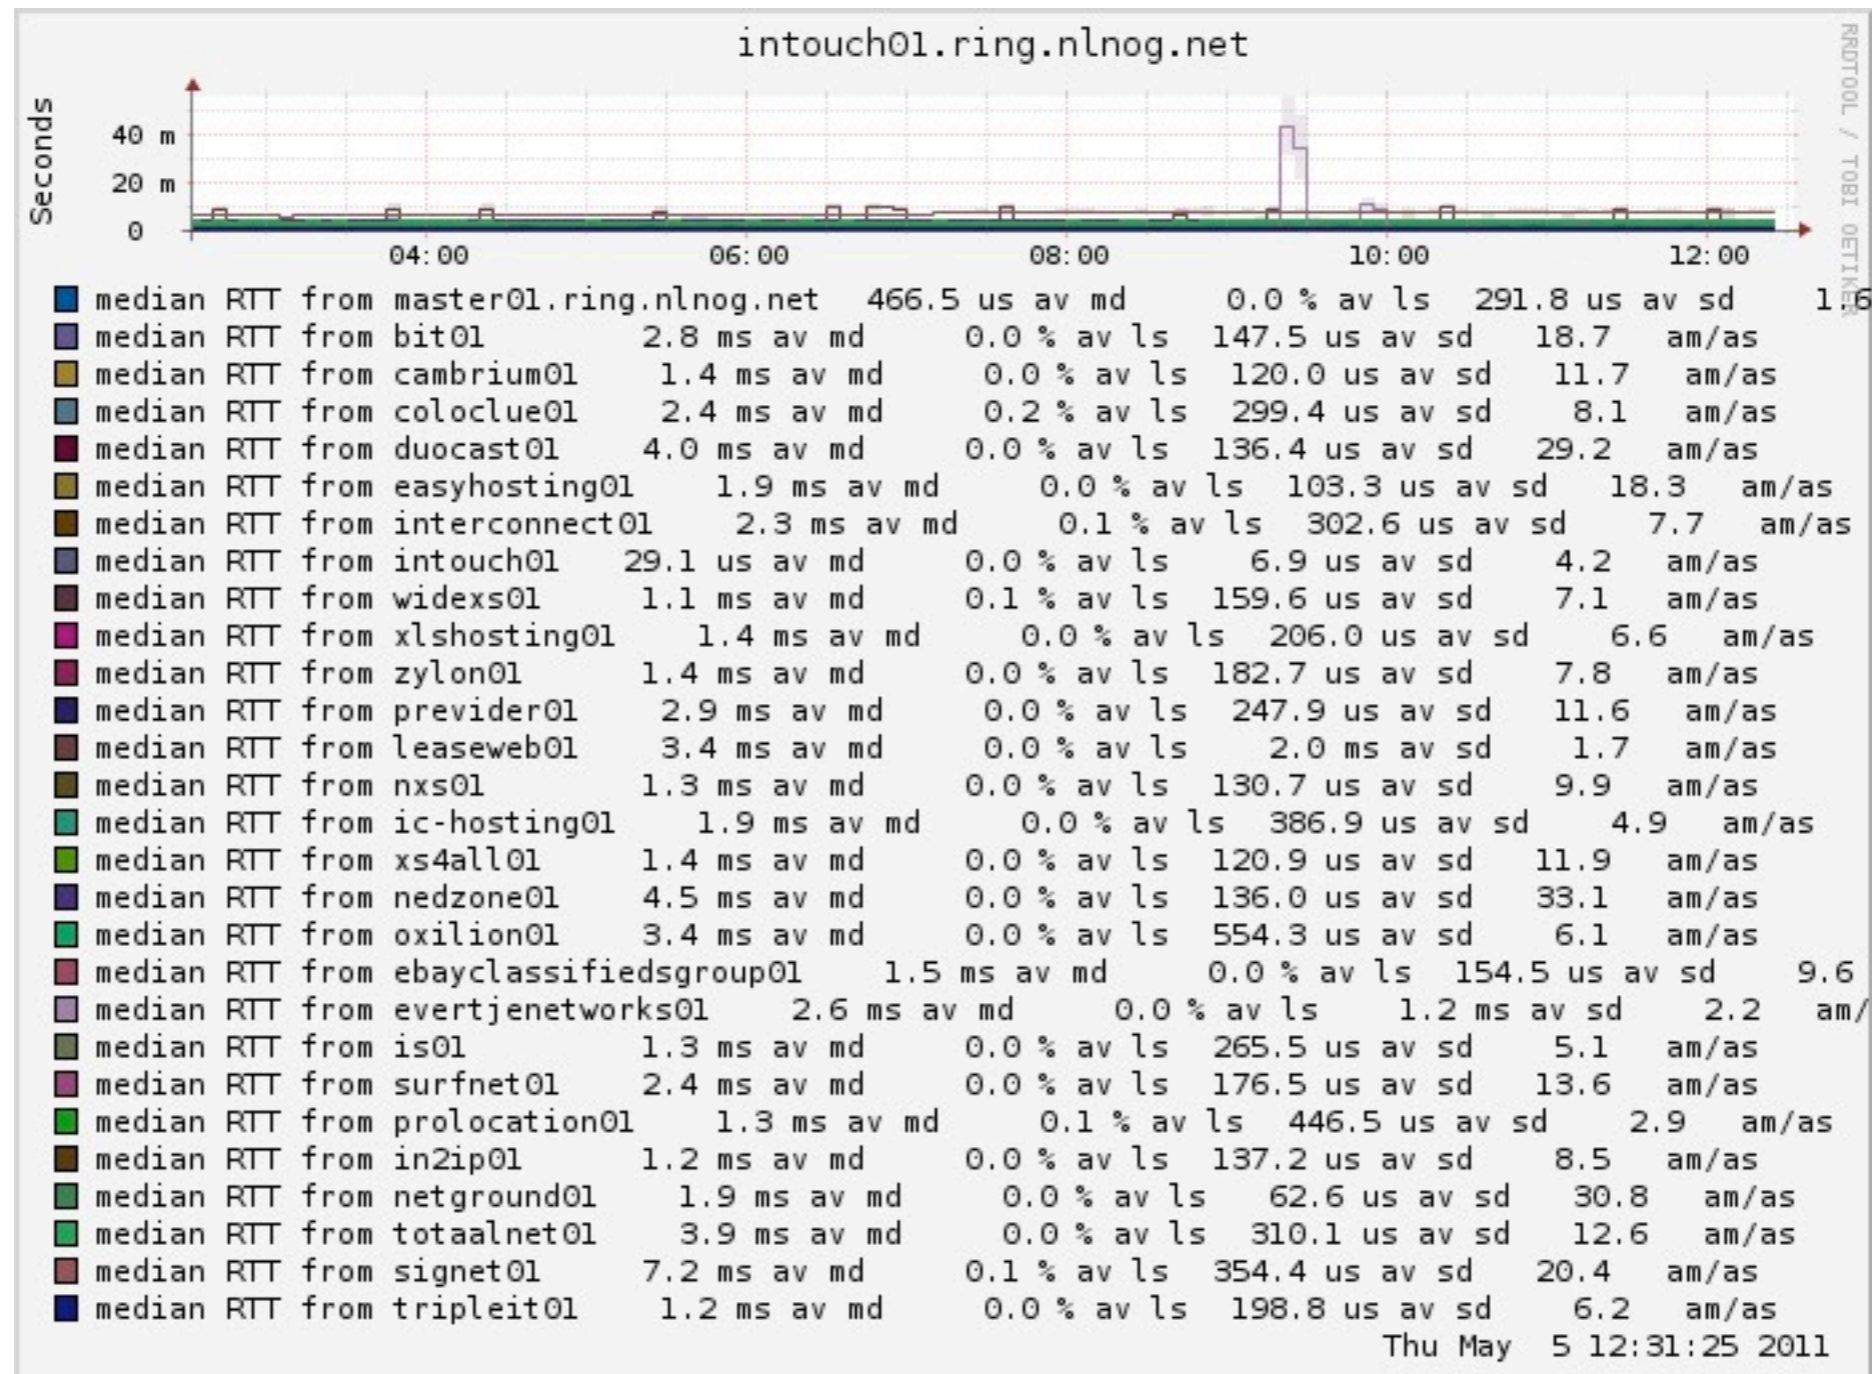 intouch01.ring.nlnog.net
RRDTOOL / TOBI OETIKER
Seconds
40 m
20 m
0
04:00 06:00 08:00 10:00 12:00
median RTT from master01.ring.nlnog.net 466.5 us av md 0.0 % av ls 291.8 us av sd 1.6
median RTT from bit01 2.8 ms av md 0.0 % av ls 147.5 us av sd 18.7 am/as
median RTT from cambrium01 1.4 ms av md 0.0 % av ls 120.0 us av sd 11.7 am/as
median RTT from coloclue01 2.4 ms av md 0.2 % av ls 299.4 us av sd 8.1 am/as
median RTT from duocast01 4.0 ms av md 0.0 % av ls 136.4 us av sd 29.2 am/as
median RTT from easyhosting01 1.9 ms av md 0.0 % av ls 103.3 us av sd 18.3 am/as
median RTT from interconnect01 2.3 ms av md 0.1 % av ls 302.6 us av sd 7.7 am/as
median RTT from intouch01 29.1 us av md 0.0 % av ls 6.9 us av sd 4.2 am/as
median RTT from widexs01 1.1 ms av md 0.1 % av ls 159.6 us av sd 7.1 am/as
median RTT from xlshosting01 1.4 ms av md 0.0 % av ls 206.0 us av sd 6.6 am/as
median RTT from zylon01 1.4 ms av md 0.0 % av ls 182.7 us av sd 7.8 am/as
median RTT from previder01 2.9 ms av md 0.0 % av ls 247.9 us av sd 11.6 am/as
median RTT from leaseweb01 3.4 ms av md 0.0 % av ls 2.0 ms av sd 1.7 am/as
median RTT from nxs01 1.3 ms av md 0.0 % av ls 130.7 us av sd 9.9 am/as
median RTT from ic-hosting01 1.9 ms av md 0.0 % av ls 386.9 us av sd 4.9 am/as
median RTT from xs4all01 1.4 ms av md 0.0 % av ls 120.9 us av sd 11.9 am/as
median RTT from nedzone01 4.5 ms av md 0.0 % av ls 136.0 us av sd 33.1 am/as
median RTT from oxilion01 3.4 ms av md 0.0 % av ls 554.3 us av sd 6.1 am/as
median RTT from ebayclassifiedsgroup01 1.5 ms av md 0.0 % av ls 154.5 us av sd 9.6
median RTT from evertjenetworks01 2.6 ms av md 0.0 % av ls 1.2 ms av sd 2.2 am/
median RTT from is01 1.3 ms av md 0.0 % av ls 265.5 us av sd 5.1 am/as
median RTT from surfnet01 2.4 ms av md 0.0 % av ls 176.5 us av sd 13.6 am/as
median RTT from prolocation01 1.3 ms av md 0.1 % av ls 446.5 us av sd 2.9 am/as
median RTT from in2ip01 1.2 ms av md 0.0 % av ls 137.2 us av sd 8.5 am/as
median RTT from netground01 1.9 ms av md 0.0 % av ls 62.6 us av sd 30.8 am/as
median RTT from totaalnet01 3.9 ms av md 0.0 % av ls 310.1 us av sd 12.6 am/as
median RTT from signet01 7.2 ms av md 0.1 % av ls 354.4 us av sd 20.4 am/as
median RTT from tripleit01 1.2 ms av md 0.0 % av ls 198.8 us av sd 6.2 am/as
Thu May 5 12:31:25 2011